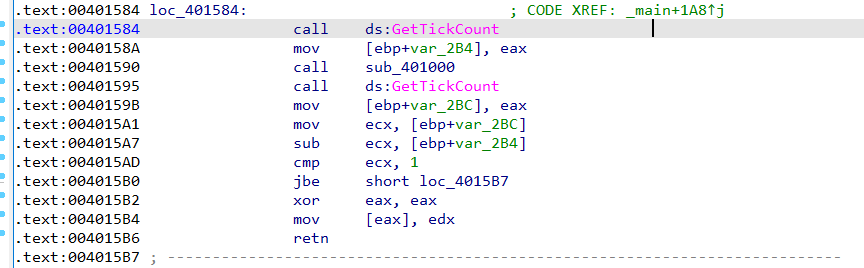 .text:00401584 loc_401584: ; CODE XREF: _main+1A8↑j
.text:00401584 call ds:GetTickCount
.text:0040158A mov [ebp+var_2B4], eax
.text:00401590 call sub_401000
.text:00401595 call ds:GetTickCount
.text:0040159B mov [ebp+var_2BC], eax
.text:004015A1 mov ecx, [ebp+var_2BC]
.text:004015A7 sub ecx, [ebp+var_2B4]
.text:004015AD cmp ecx, 1
.text:004015B0 jbe short loc_4015B7
.text:004015B2 xor eax, eax
.text:004015B4 mov [eax], edx
.text:004015B6 retn
.text:004015B7 ; ---------------------------------------------------------------------------